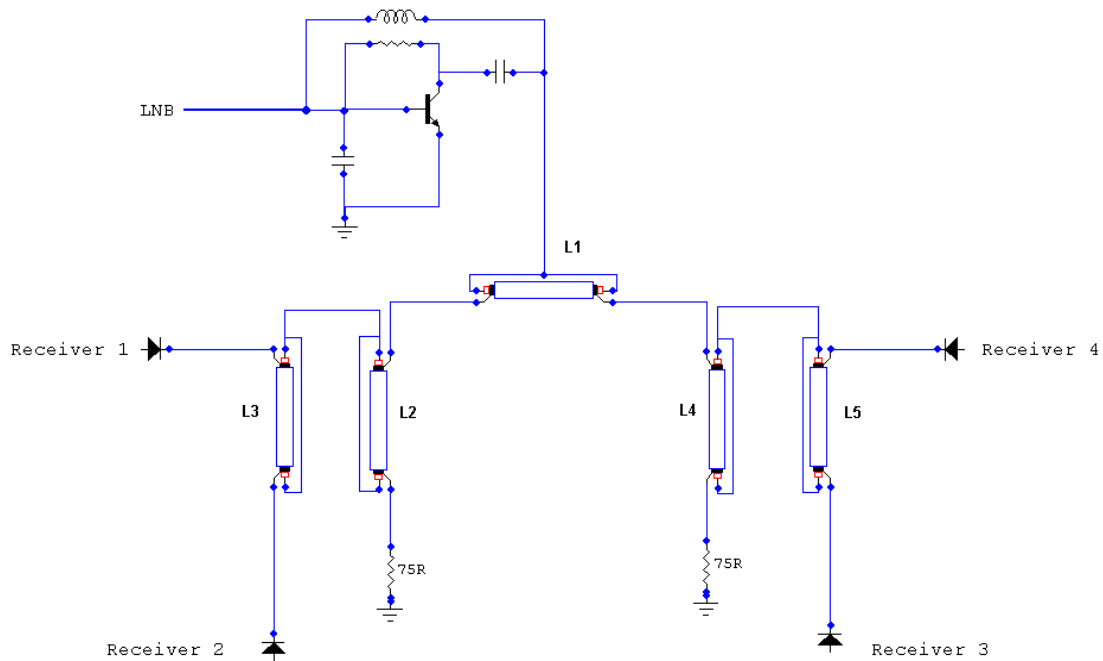 LNB
L1
Receiver 1
Receiver 4
L3
L2
L4
L5
75R
75R
Receiver 2
Receiver 3